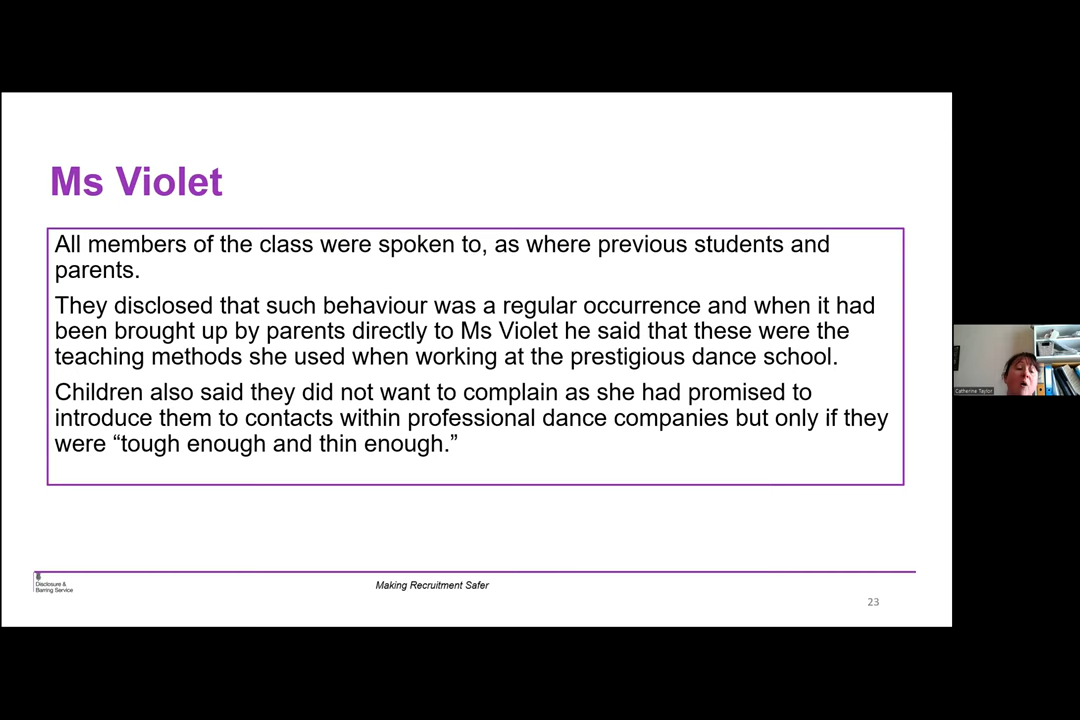 Ms Violet
All members of the class were spoken to, as where previous students and
parents.
They disclosed that such behaviour was a regular occurrence and when it had
been brought up by parents directly to Ms Violet he said that these were the
teaching methods she used when working at the prestigious dance school.
Children also said they did not want to complain as she had promised to
introduce them to contacts within professional dance companies but only if they
were “tough enough and thin enough.”
Catherine Taylor
Disclosure &
Barring Service
Making Recruitment Safer
23